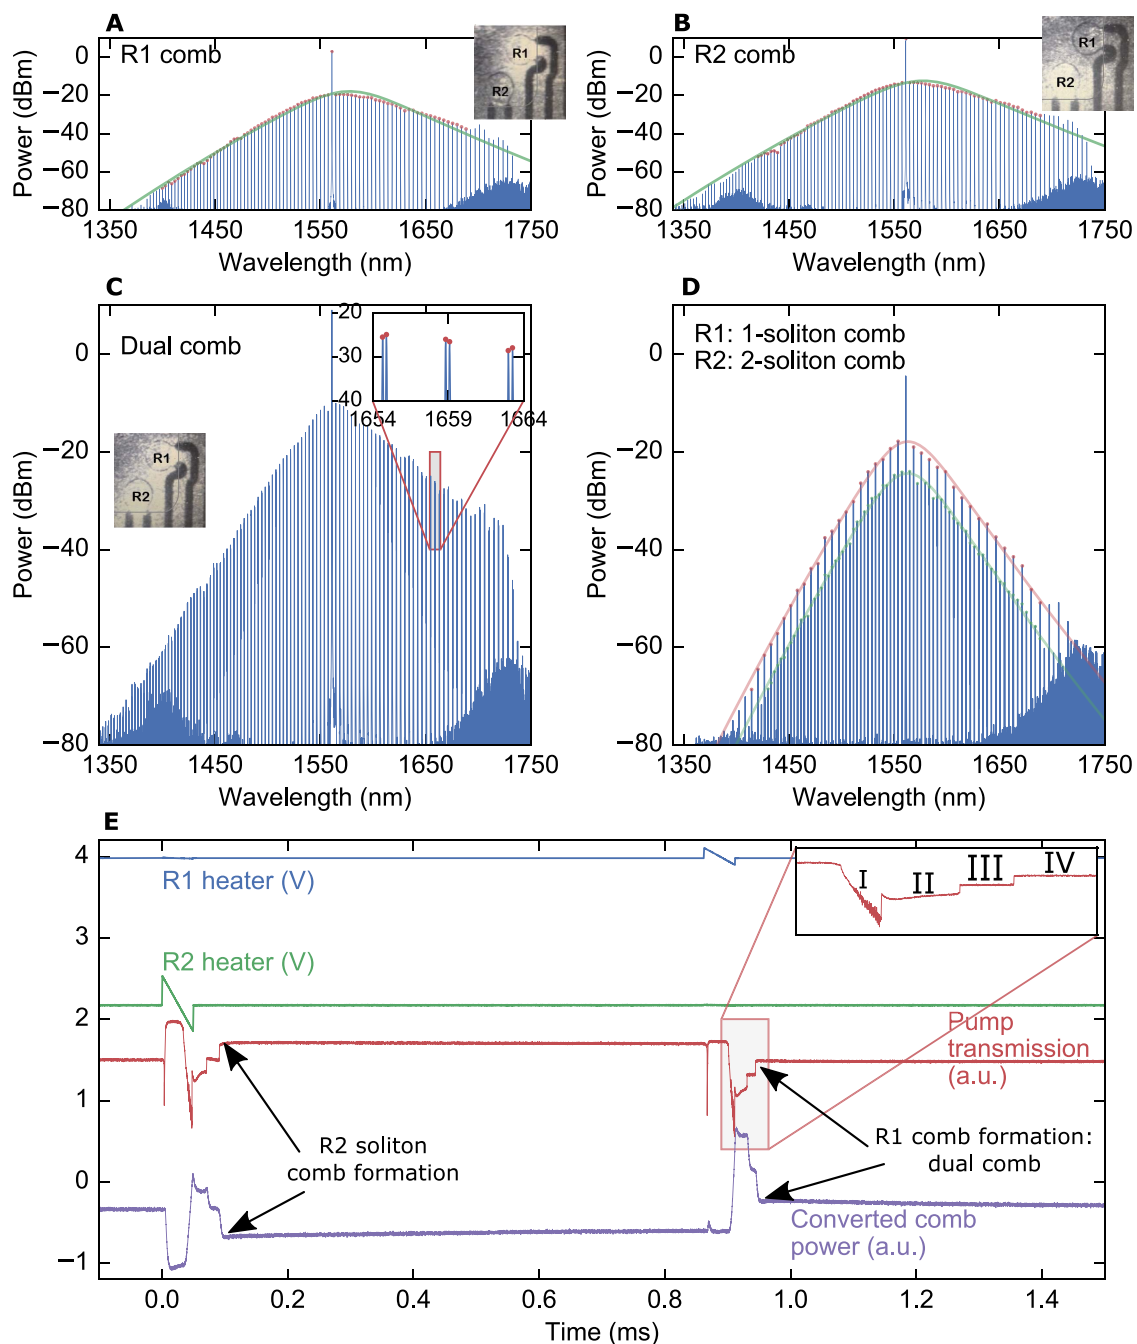 A
R1 comb
R1
R2
0
−20
−40
−60
−80
Power (dBm)
1350 1450 1550 1650 1750
Wavelength (nm)
B
R2 comb
R1
R2
0
−20
−40
−60
−80
Power (dBm)
1350 1450 1550 1650 1750
Wavelength (nm)
C
Dual comb
−20
−30
−40
1654 1659 1664
R1
R2
0
−20
−40
−60
−80
Power (dBm)
1350 1450 1550 1650 1750
Wavelength (nm)
D
R1: 1-soliton comb
R2: 2-soliton comb
0
−20
−40
−60
−80
Power (dBm)
1350 1450 1550 1650 1750
Wavelength (nm)
E
4
3
2
1
0
−1
R1 heater (V)
R2 heater (V)
I II III IV
Pump
transmission
(a.u.)
R2 soliton
comb formation
R1 comb formation:
dual comb
Converted comb
power (a.u.)
0.0 0.2 0.4 0.6 0.8 1.0 1.2 1.4
Time (ms)